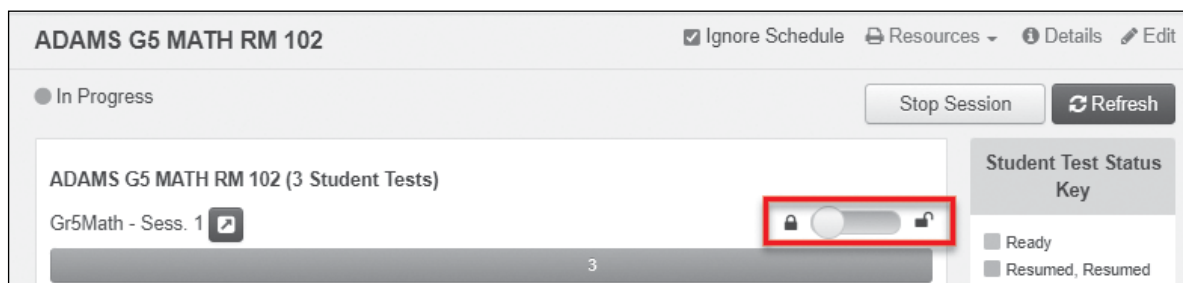 ADAMS G5 MATH RM 102
Ignore Schedule Resources Details Edit
In Progress
Stop Session Refresh
ADAMS G5 MATH RM 102 (3 Student Tests)
Gr5Math - Sess. 1
3
Student Test Status
Key
Ready
Resumed, Resumed